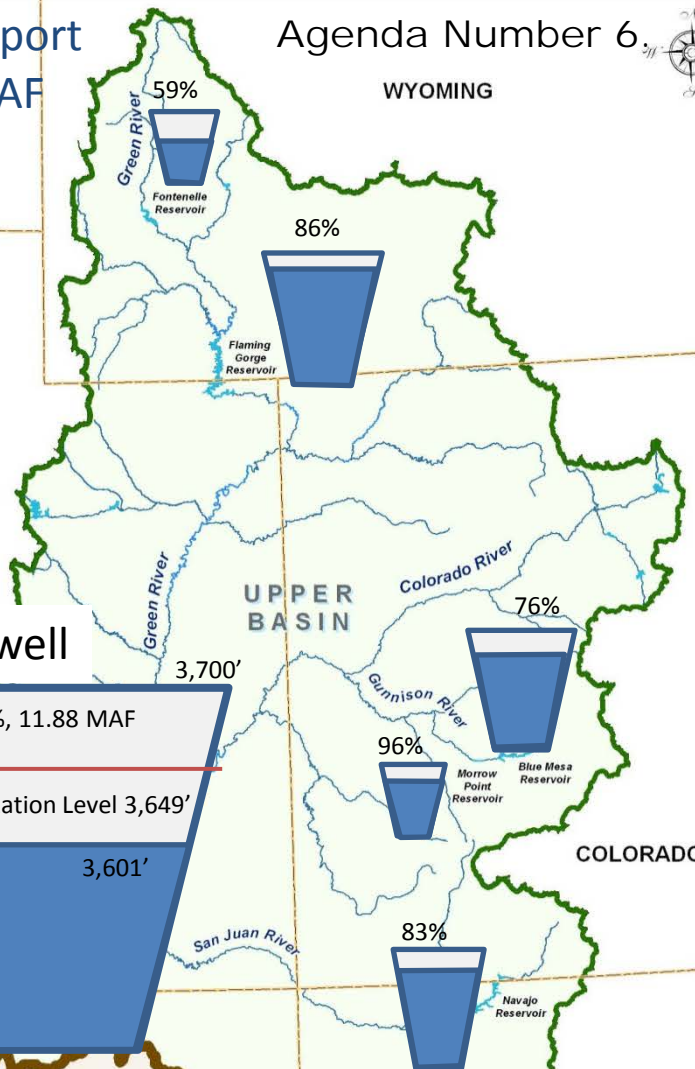 port
Agenda Number 6.
AF
WYOMING
59%
Green River
Fontenelle
Reservoir
86%
Flaming
Gorge
Reservoir
Colorado River
UPPER
BASIN
Green River
76%
well
3,700’
Gunnison River
%, 11.88 MAF
96%
Morrow
Point
Reservoir
Blue Mesa
Reservoir
ation Level 3,649’
COLORADO
3,601’
83%
San Juan River
Navajo
Reservoir